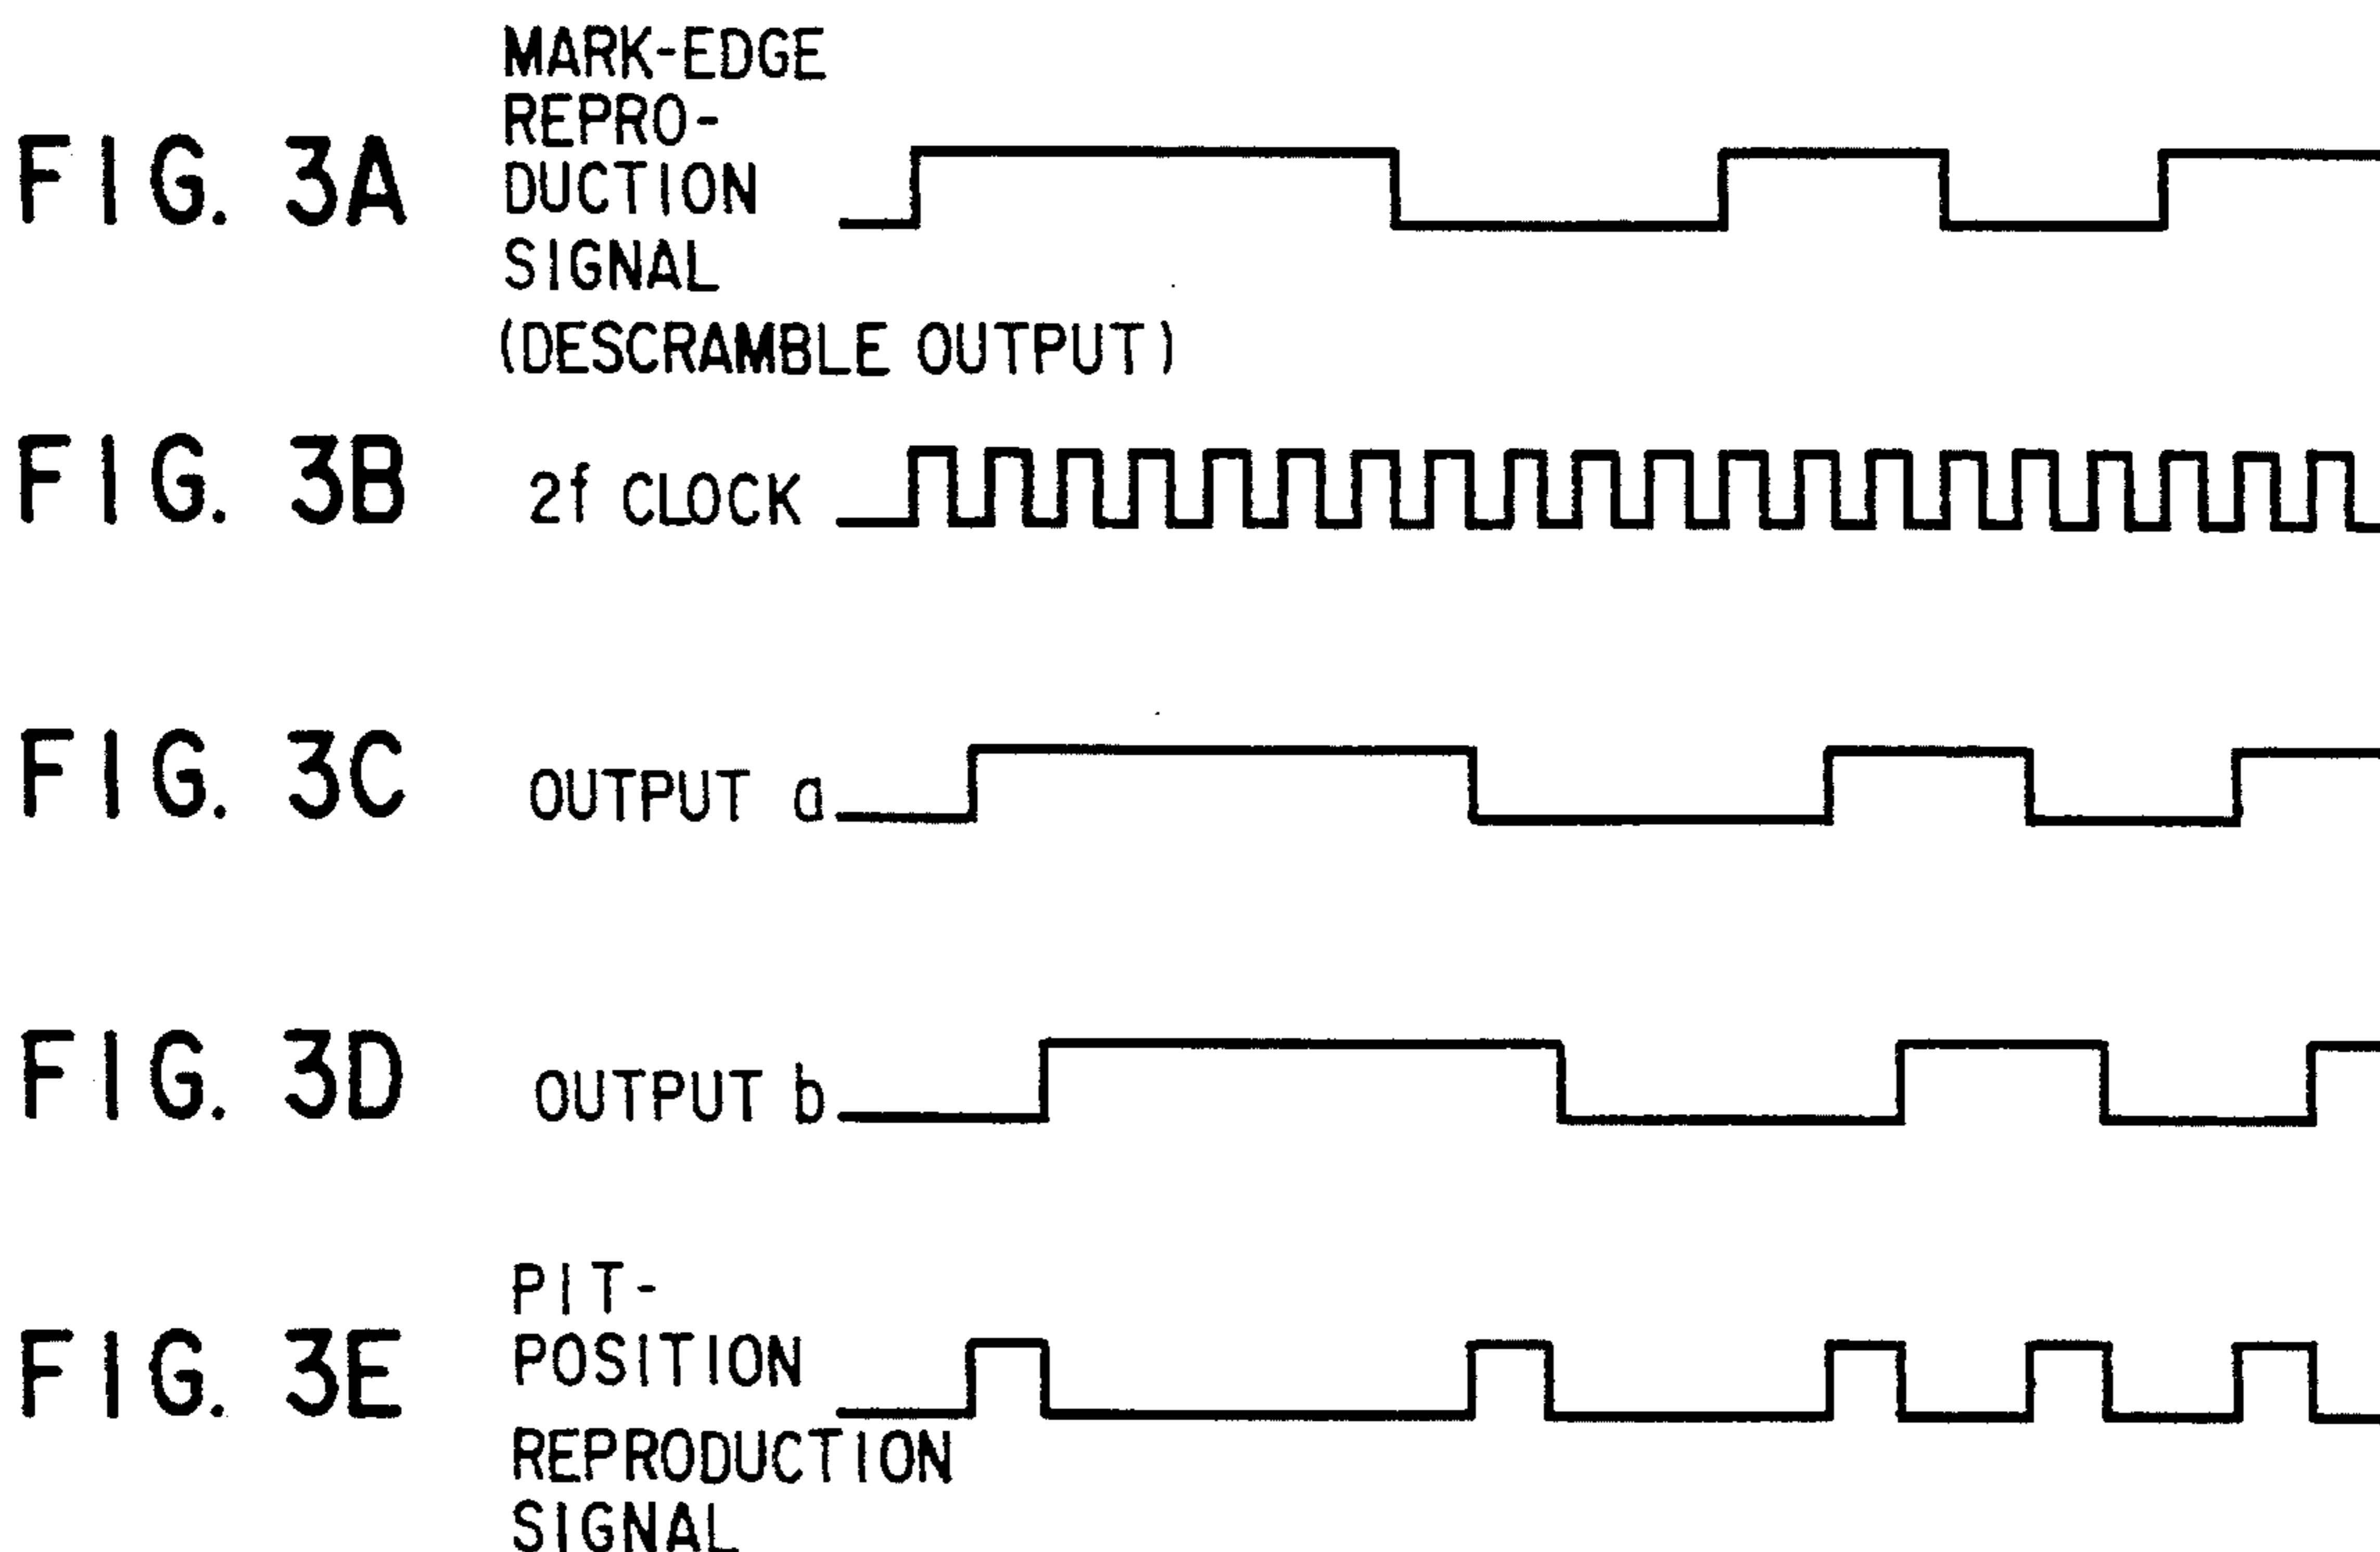 FIG. 3A
MARK-EDGE
REPRO-
DUCTION
SIGNAL
(DESCRAMBLE OUTPUT)
FIG. 3B
2f CLOCK
FIG. 3C
OUTPUT a
FIG. 3D
OUTPUT b
FIG. 3E
PIT-
POSITION
REPRODUCTION
SIGNAL